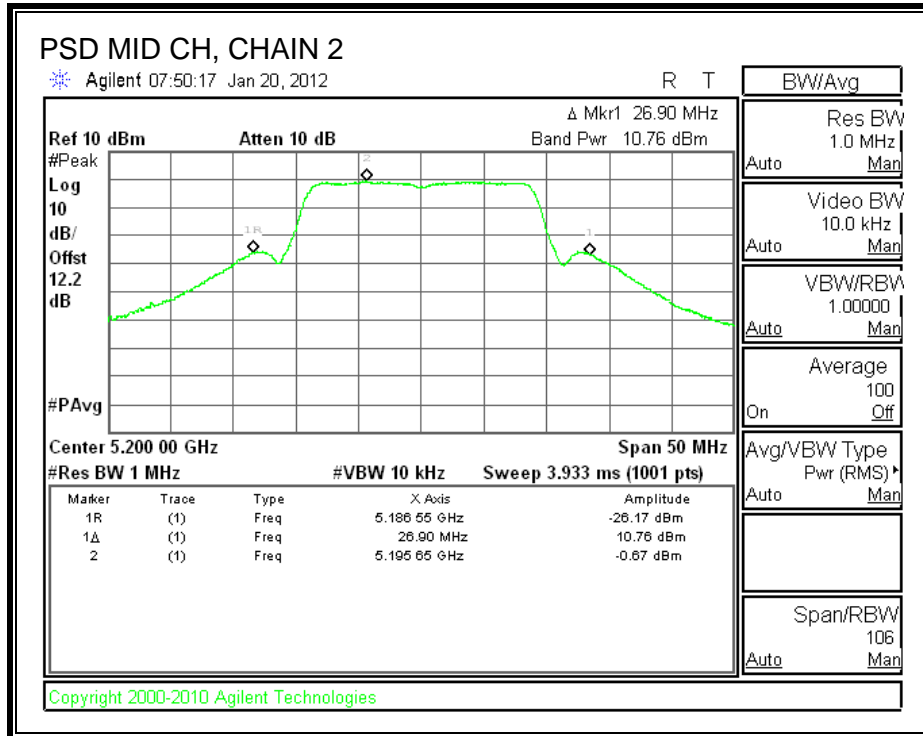 PSD MID CH, CHAIN 2
Agilent 07:50:17 Jan 20, 2012 R T
Δ Mkr1 26.90 MHz
Ref 10 dBm Atten 10 dB Band Pwr 10.76 dBm
#Peak
Log
10
dB/
Offst
12.2
dB
2
1R
1
#PAvg
Center 5.200 00 GHz Span 50 MHz
#Res BW 1 MHz #VBW 10 kHz Sweep 3.933 ms (1001 pts)
Marker Trace Type X Axis Amplitude
1R (1) Freq 5.186 55 GHz -26.17 dBm
1Δ (1) Freq 26.90 MHz 10.76 dBm
2 (1) Freq 5.195 65 GHz -0.67 dBm
BW/Avg
Res BW
1.0 MHz
Auto Man
Video BW
10.0 kHz
Auto Man
VBW/RBW
1.00000
Auto Man
Average
100
On Off
Avg/VBW Type
Pwr (RMS)
Auto Man
Span/RBW
106
Auto Man
Copyright 2000-2010 Agilent Technologies